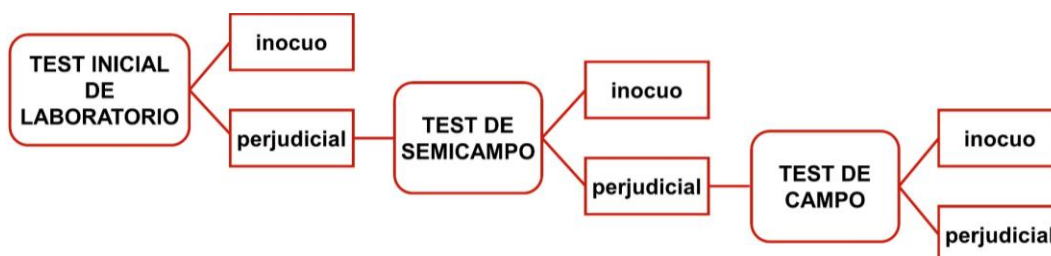 TEST INICIAL
DE
LABORATORIO
inocuo
perjudicial
TEST DE
SEMICAMPO
inocuo
perjudicial
TEST DE
CAMPO
inocuo
perjudicial